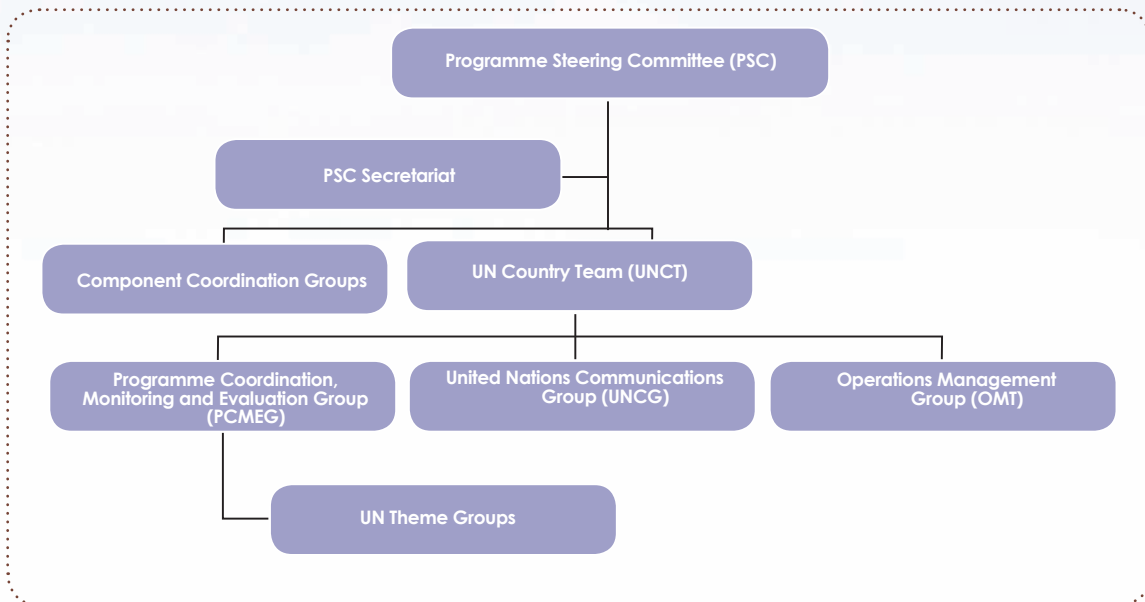 Programme Steering Committee (PSC)
PSC Secretariat
Component Coordination Groups
UN Country Team (UNCT)
Programme Coordination,
Monitoring and Evaluation Group
(PCMEG)
United Nations Communications
Group (UNCG)
Operations Management
Group (OMT)
UN Theme Groups